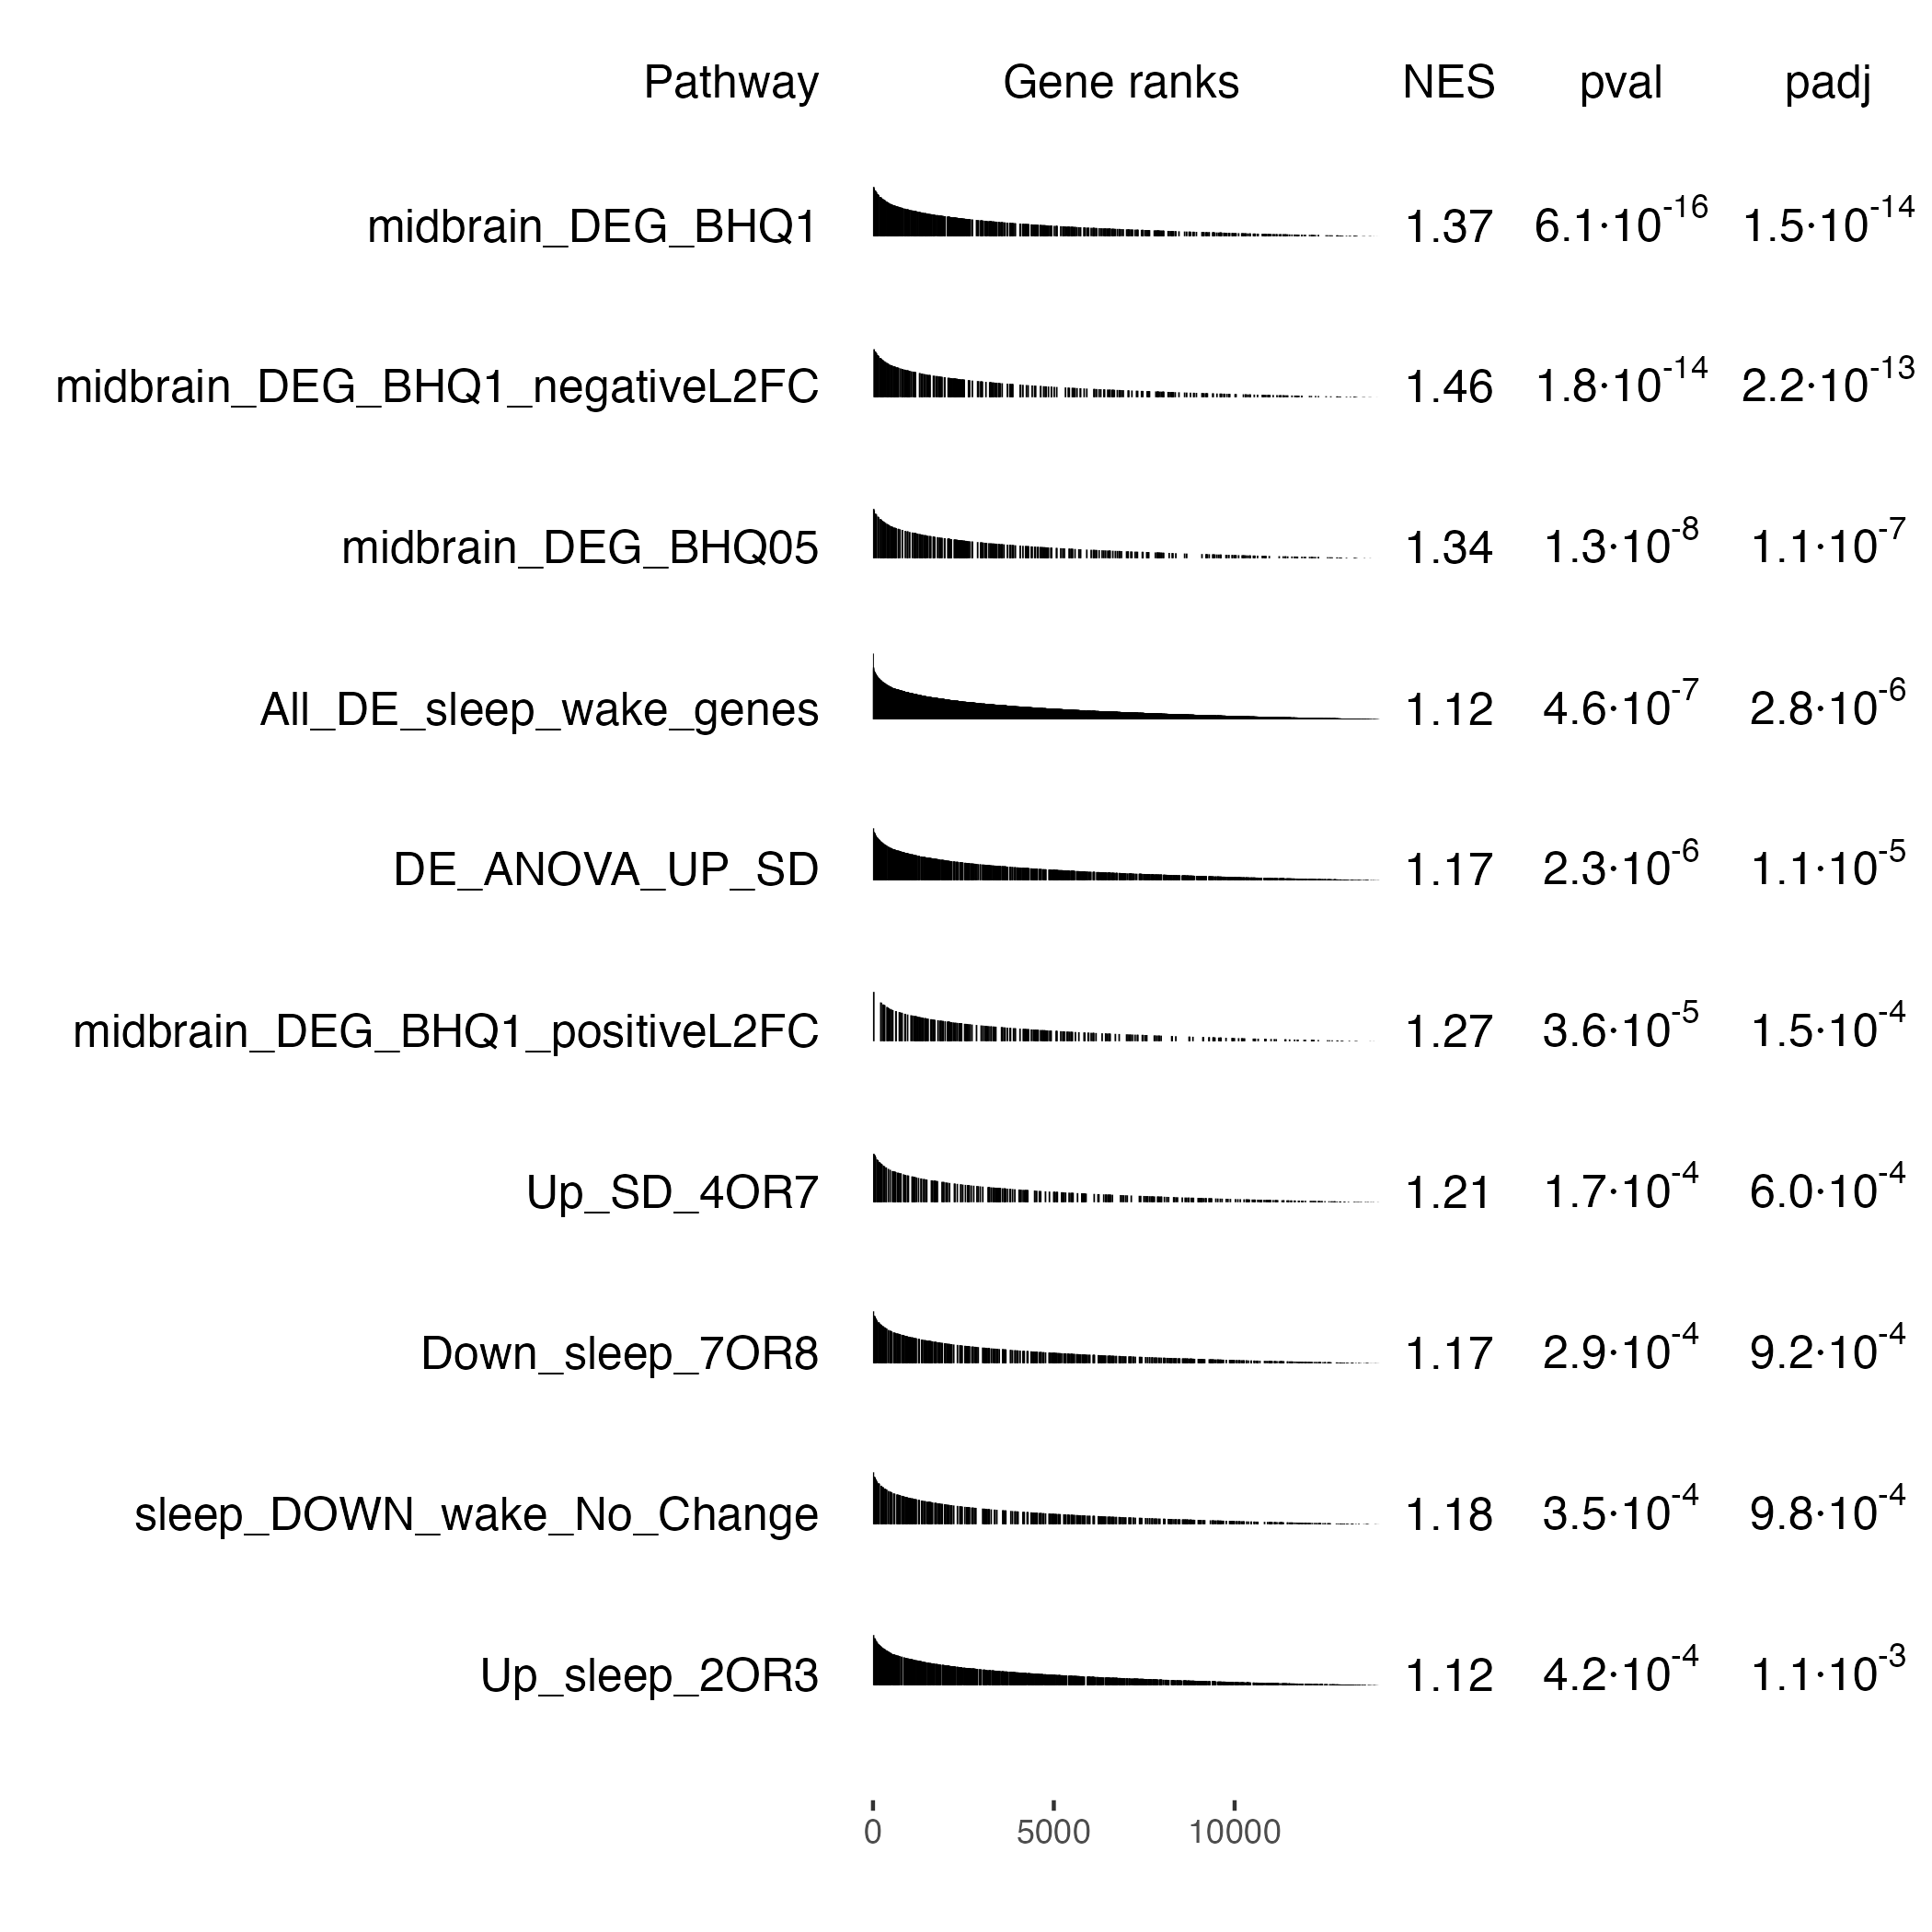 Pathway Gene ranks NES pval padj
midbrain_DEG_BHQ1 1.37 6.1·10⁻¹⁶ 1.5·10⁻¹⁴
midbrain_DEG_BHQ1_negativeL2FC 1.46 1.8·10⁻¹⁴ 2.2·10⁻¹³
midbrain_DEG_BHQ05 1.34 1.3·10⁻⁸ 1.1·10⁻⁷
All_DE_sleep_wake_genes 1.12 4.6·10⁻⁷ 2.8·10⁻⁶
DE_ANOVA_UP_SD 1.17 2.3·10⁻⁶ 1.1·10⁻⁵
midbrain_DEG_BHQ1_positiveL2FC 1.27 3.6·10⁻⁵ 1.5·10⁻⁴
Up_SD_4OR7 1.21 1.7·10⁻⁴ 6.0·10⁻⁴
Down_sleep_7OR8 1.17 2.9·10⁻⁴ 9.2·10⁻⁴
sleep_DOWN_wake_No_Change 1.18 3.5·10⁻⁴ 9.8·10⁻⁴
Up_sleep_2OR3 1.12 4.2·10⁻⁴ 1.1·10⁻³
0 5000 10000